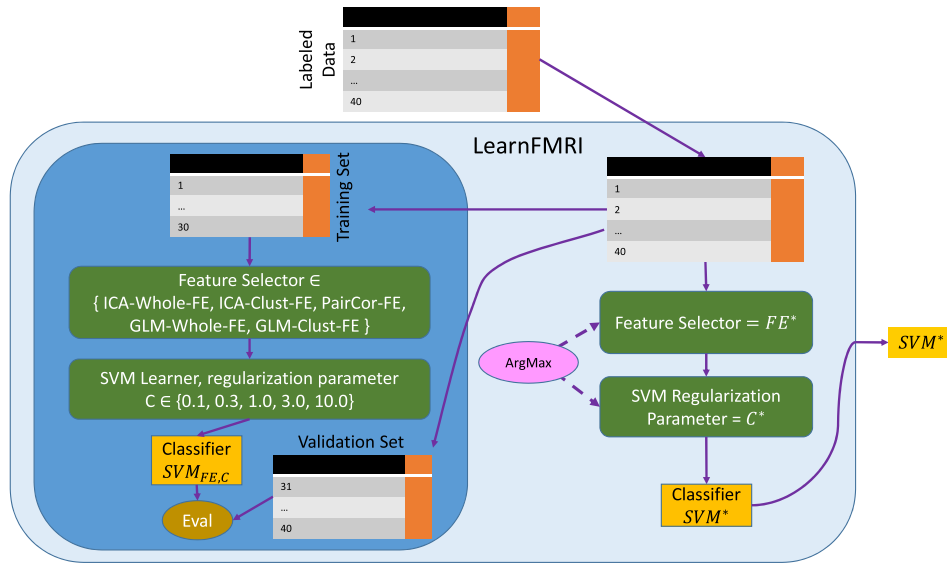 Labeled
Data
1
2
...
40
LearnFMRI
1
...
30
Training Set
1
2
...
40
Feature Selector ∈
{ ICA-Whole-FE, ICA-Clust-FE, PairCor-FE,
GLM-Whole-FE, GLM-Clust-FE }
SVM Learner, regularization parameter
C ∈ {0.1, 0.3, 1.0, 3.0, 10.0}
Classifier
SVM_{FE,C}
Eval
Validation Set
31
...
40
ArgMax
Feature Selector = FE*
SVM Regularization
Parameter = C*
Classifier
SVM*
SVM*